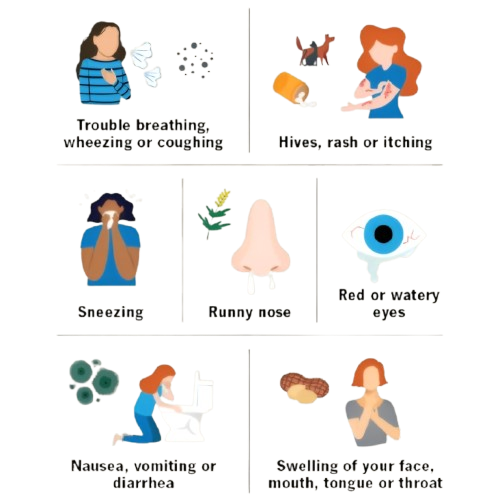 Trouble breathing,
wheezing or coughing
Hives, rash or itching
Sneezing
Runny nose
Red or watery
eyes
Nausea, vomiting or
diarrhea
Swelling of your face,
mouth, tongue or throat